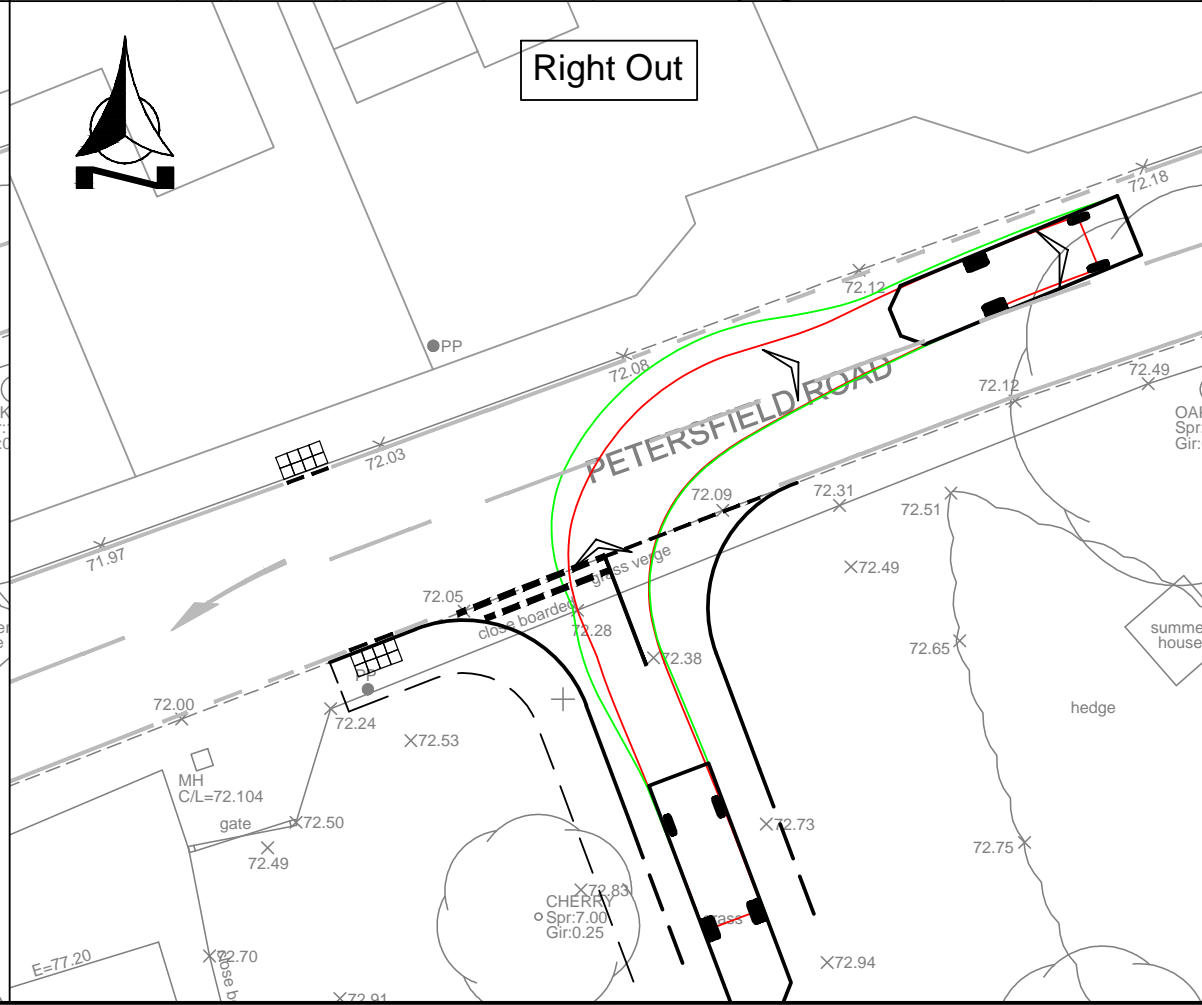 Right Out
72.18
72.12
PP
72.08
72.49
72.12
72.03
PETERSFIELD ROAD
72.09
72.31
72.51
71.97
72.49
grass verge
72.05
close boarded
72.28
72.38
72.65
summe
house
PP
72.00
72.24
72.53
hedge
MH
C/L=72.104
gate
72.50
72.49
72.73
72.75
72.83
CHERRY
Spr:7.00
Gir:0.25
rass
72.70
E=77.20
close b
72.94
72.91
OAK
Spr:
Gir: